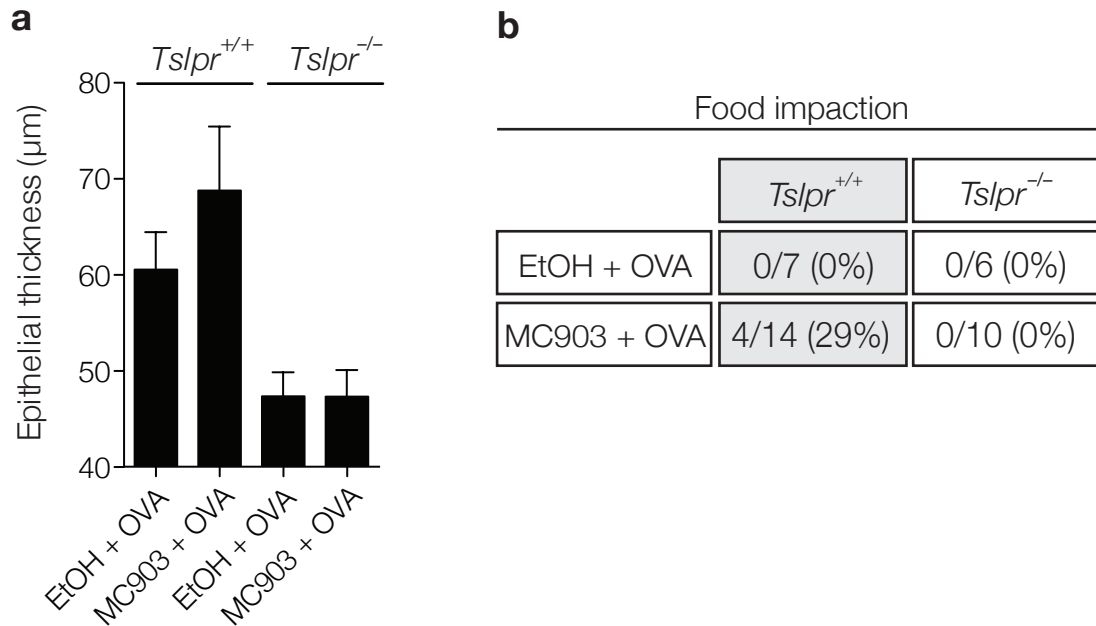 a
Tslpr+/+ Tslpr−/−
Epithelial thickness (μm)
80
70
60
50
40
EtOH + OVA
MC903 + OVA
EtOH + OVA
MC903 + OVA
b
Food impaction
Tslpr+/+ Tslpr−/−
EtOH + OVA 0/7 (0%) 0/6 (0%)
MC903 + OVA 4/14 (29%) 0/10 (0%)